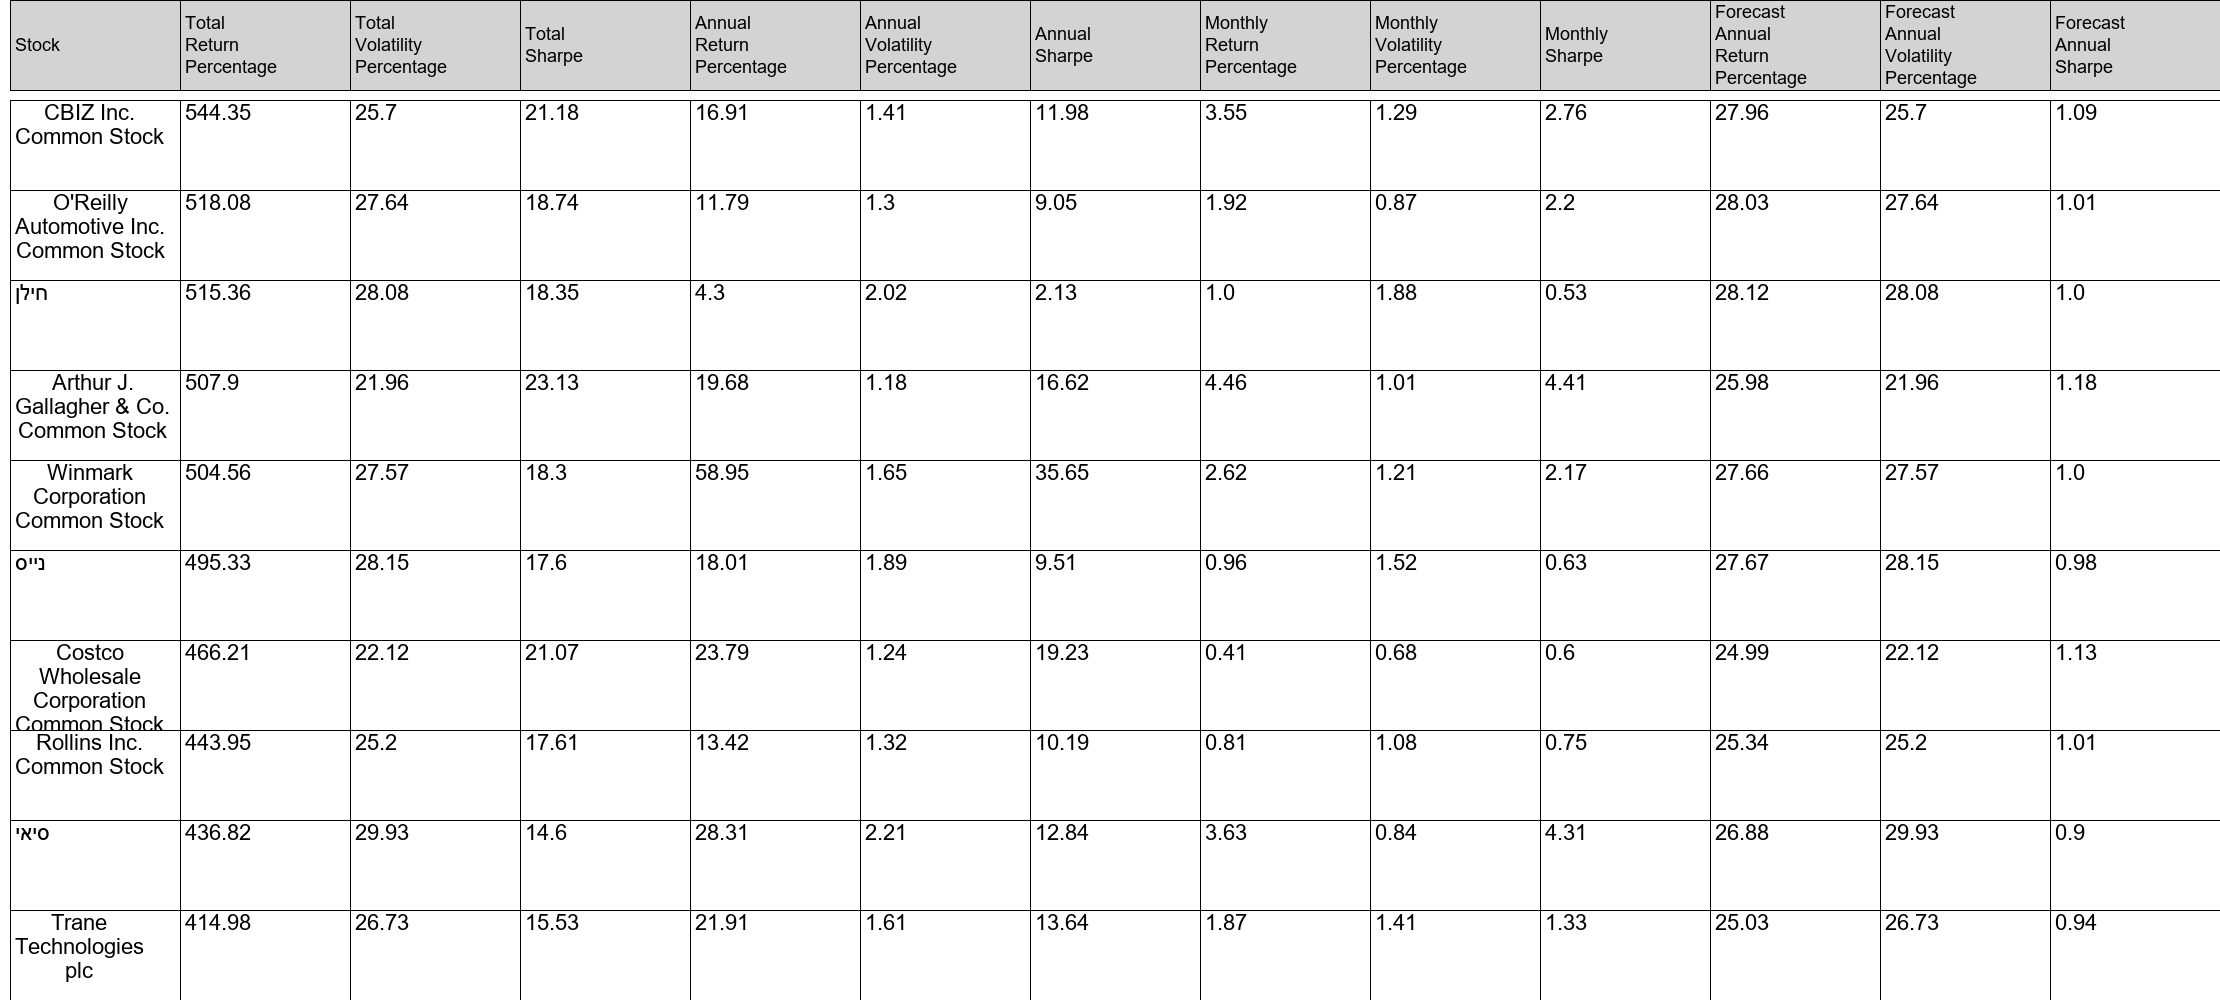 Stock
Total
Return
Percentage
Total
Volatility
Percentage
Total
Sharpe
Annual
Return
Percentage
Annual
Volatility
Percentage
Annual
Sharpe
Monthly
Return
Percentage
Monthly
Volatility
Percentage
Monthly
Sharpe
Forecast
Annual
Return
Percentage
Forecast
Annual
Volatility
Percentage
Forecast
Annual
Sharpe
CBIZ Inc.
Common Stock
544.35
25.7
21.18
16.91
1.41
11.98
3.55
1.29
2.76
27.96
25.7
1.09
O'Reilly
Automotive Inc.
Common Stock
518.08
27.64
18.74
11.79
1.3
9.05
1.92
0.87
2.2
28.03
27.64
1.01
חילן
515.36
28.08
18.35
4.3
2.02
2.13
1.0
1.88
0.53
28.12
28.08
1.0
Arthur J.
Gallagher & Co.
Common Stock
507.9
21.96
23.13
19.68
1.18
16.62
4.46
1.01
4.41
25.98
21.96
1.18
Winmark
Corporation
Common Stock
504.56
27.57
18.3
58.95
1.65
35.65
2.62
1.21
2.17
27.66
27.57
1.0
נייס
495.33
28.15
17.6
18.01
1.89
9.51
0.96
1.52
0.63
27.67
28.15
0.98
Costco
Wholesale
Corporation
Common Stock
466.21
22.12
21.07
23.79
1.24
19.23
0.41
0.68
0.6
24.99
22.12
1.13
Rollins Inc.
Common Stock
443.95
25.2
17.61
13.42
1.32
10.19
0.81
1.08
0.75
25.34
25.2
1.01
סיאי
436.82
29.93
14.6
28.31
2.21
12.84
3.63
0.84
4.31
26.88
29.93
0.9
Trane
Technologies
plc
414.98
26.73
15.53
21.91
1.61
13.64
1.87
1.41
1.33
25.03
26.73
0.94